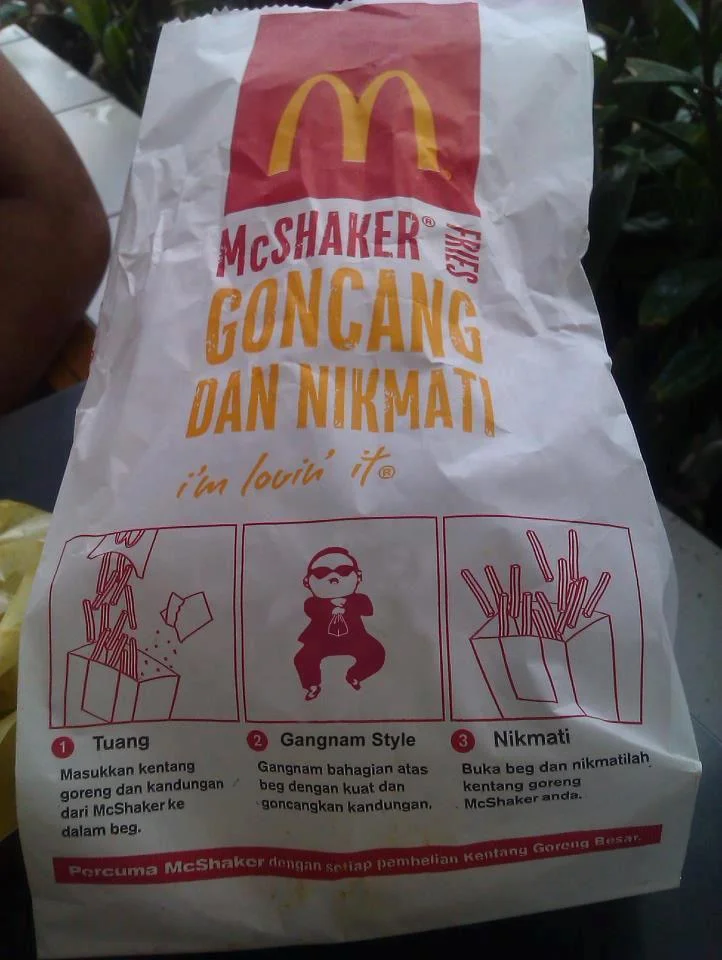 McSHAKER® FRIES
GONCANG
DAN NIKMATI
i'm lovin' it®
1 Tuang
Masukkan kentang
goreng dan kandungan
dari McShaker ke
dalam beg.
2 Gangnam Style
Gangnam bahagian atas
beg dengan kuat dan
goncangkan kandungan.
3 Nikmati
Buka beg dan nikmatilah
kentang goreng
McShaker anda.
Percuma McShaker dengan setiap pembelian Kentang Goreng Besar.